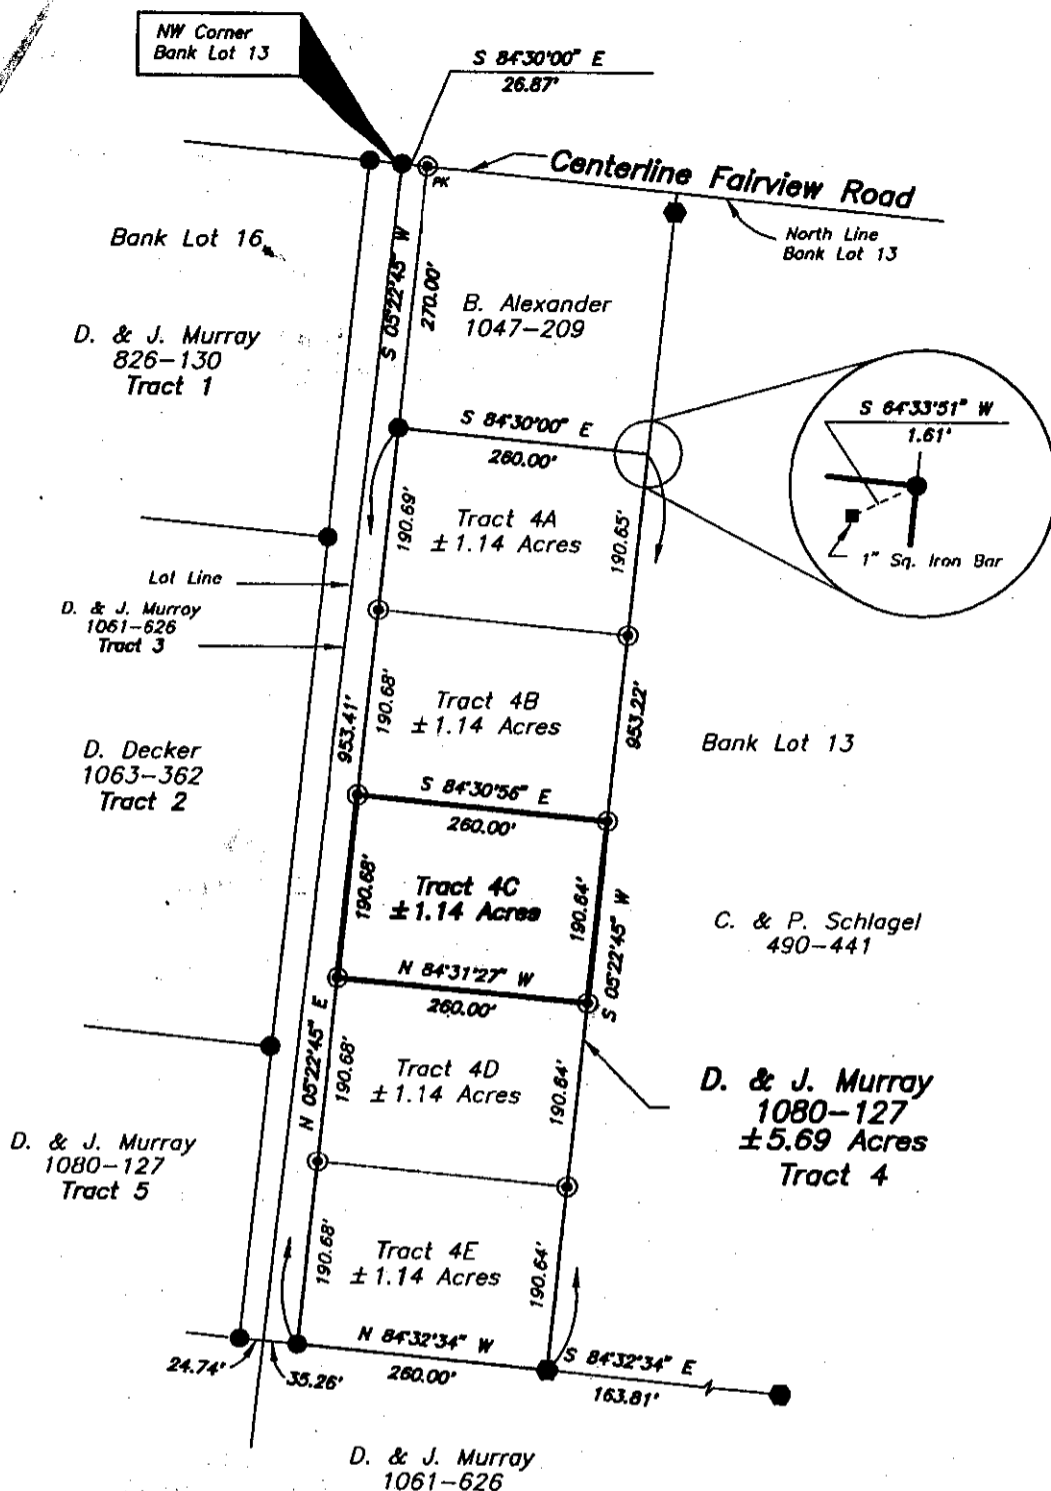 NW Corner
Bank Lot 13
S 84°30'00" E
26.87'
PK
Centerline Fairview Road
North Line
Bank Lot 13
Bank Lot 16
S 05°22'45" W
270.00'
B. Alexander
1047-209
D. & J. Murray
826-130
Tract 1
S 84°30'00" E
260.00'
S 64°33'51" W
1.61'
1" Sq. Iron Bar
190.69'
Tract 4A
± 1.14 Acres
190.65'
Lot Line
D. & J. Murray
1061-626
Tract 3
953.41'
190.68'
Tract 4B
± 1.14 Acres
953.22'
Bank Lot 13
D. Decker
1063-362
Tract 2
S 84°30'56" E
260.00'
190.68'
Tract 4C
±1.14 Acres
190.64'
S 05°22'45" W
C. & P. Schlagel
490-441
N 84°31'27" W
260.00'
N 05°22'45" E
190.68'
Tract 4D
± 1.14 Acres
190.64'
D. & J. Murray
1080-127
±5.69 Acres
Tract 4
D. & J. Murray
1080-127
Tract 5
190.68'
Tract 4E
± 1.14 Acres
190.64'
N 84°32'34" W
260.00'
S 84°32'34" E
163.81'
24.74'
35.26'
D. & J. Murray
1061-626